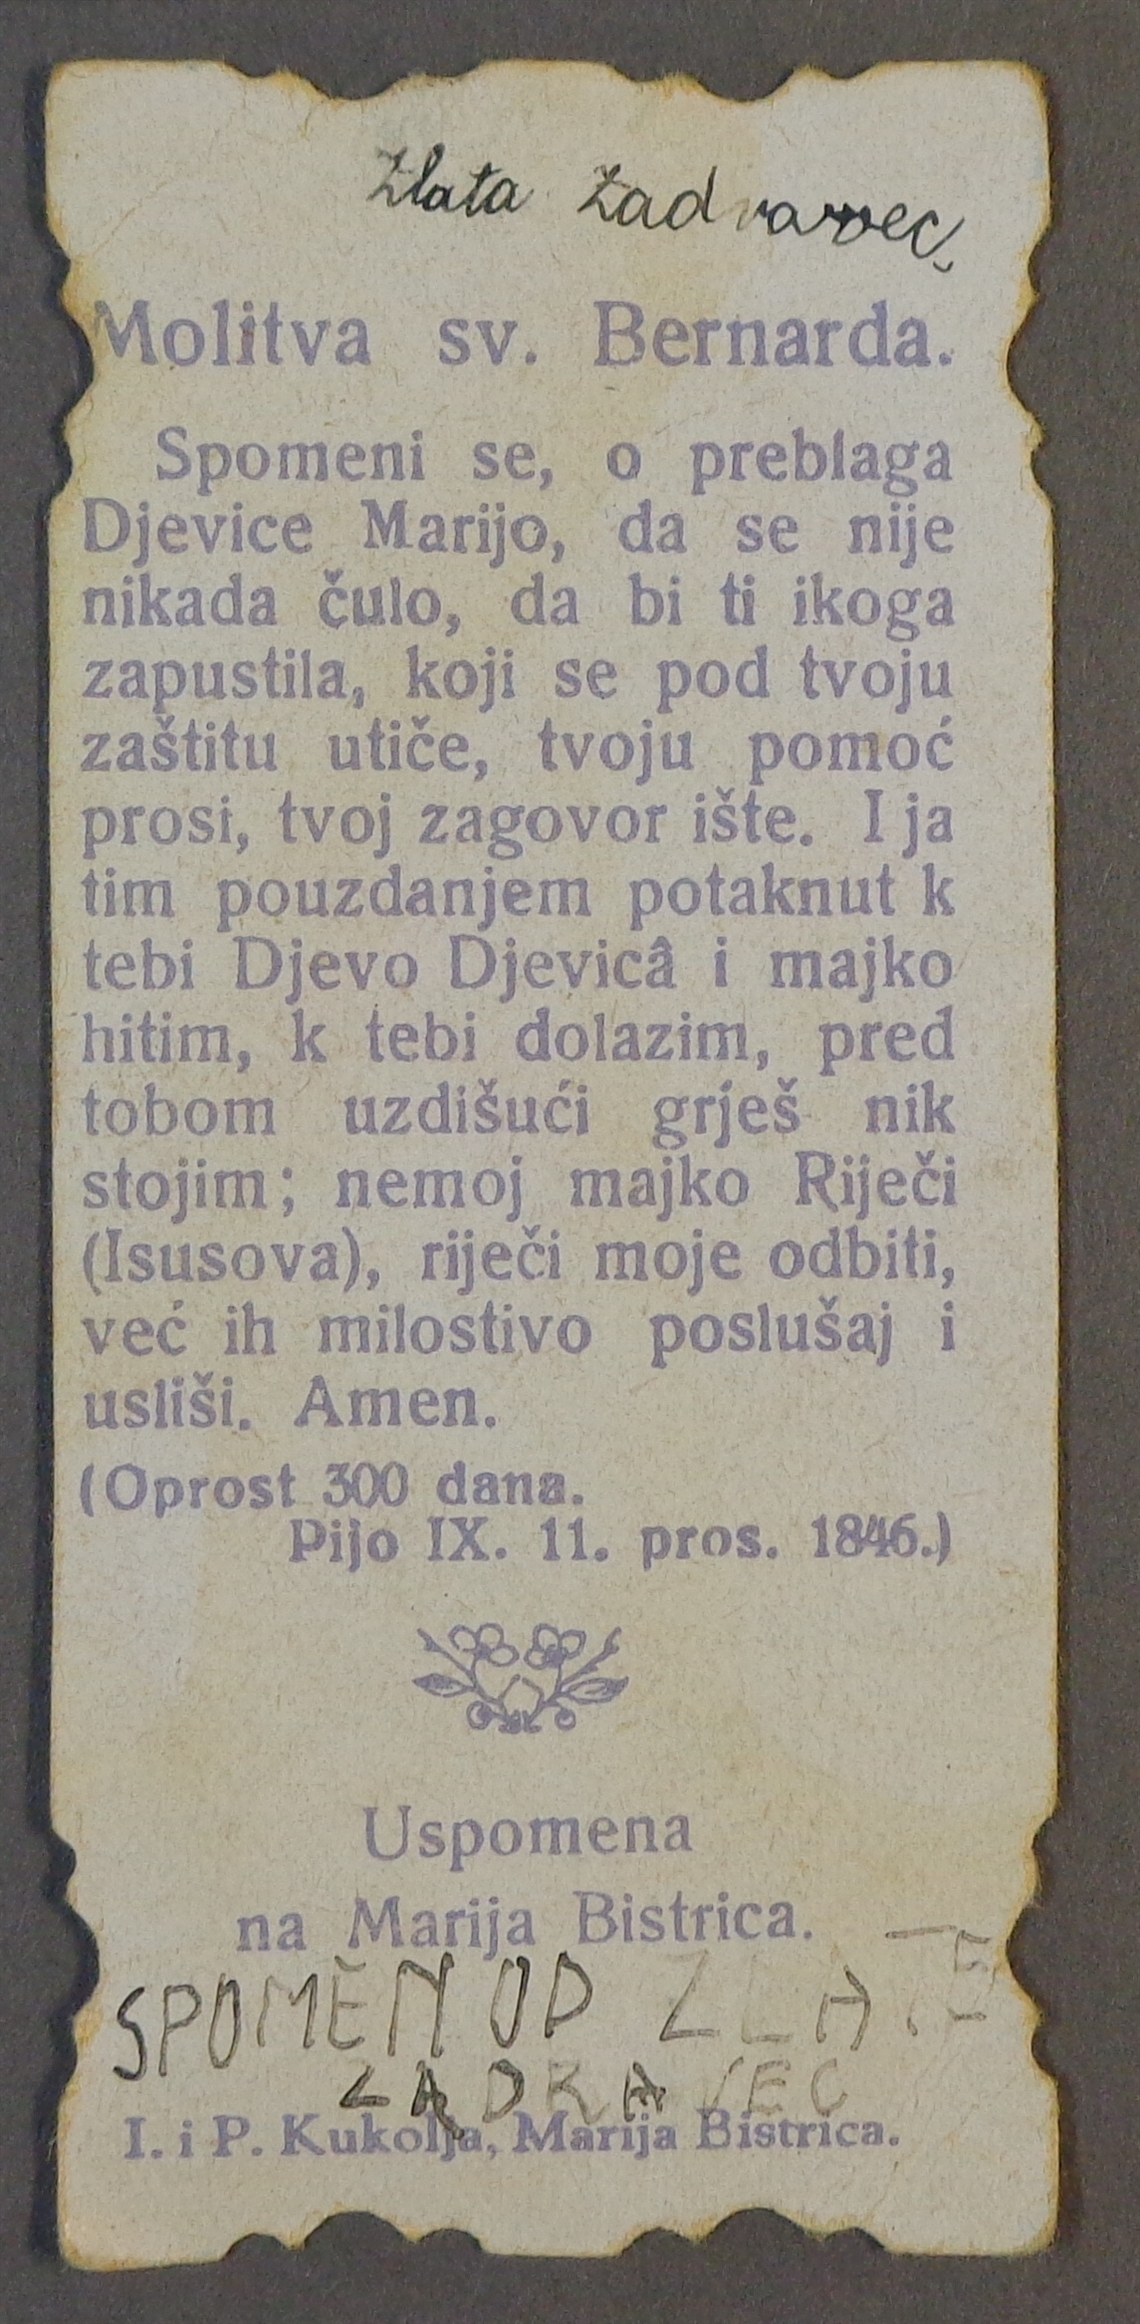 Zlata Zadravec
Molitva sv. Bernarda.
Spomeni se, o preblaga
Djevice Marijo, da se nije
nikada čulo, da bi ti ikoga
zapustila, koji se pod tvoju
zaštitu utiče, tvoju pomoć
prosi, tvoj zagovor ište. I ja
tim pouzdanjem potaknut k
tebi Djevo Djevicâ i majko
hitim, k tebi dolazim, pred
tobom uzdišući grješ nik
stojim; nemoj majko Riječi
(Isusova), riječi moje odbiti,
već ih milostivo poslušaj i
usliši. Amen.
(Oprost 300 dana.
Pijo IX. 11. pros. 1846.)
Uspomena
na Marija Bistrica.
SPOMEN OD ZLATE
ZADRAVEC
I. i P. Kukolja, Marija Bistrica.